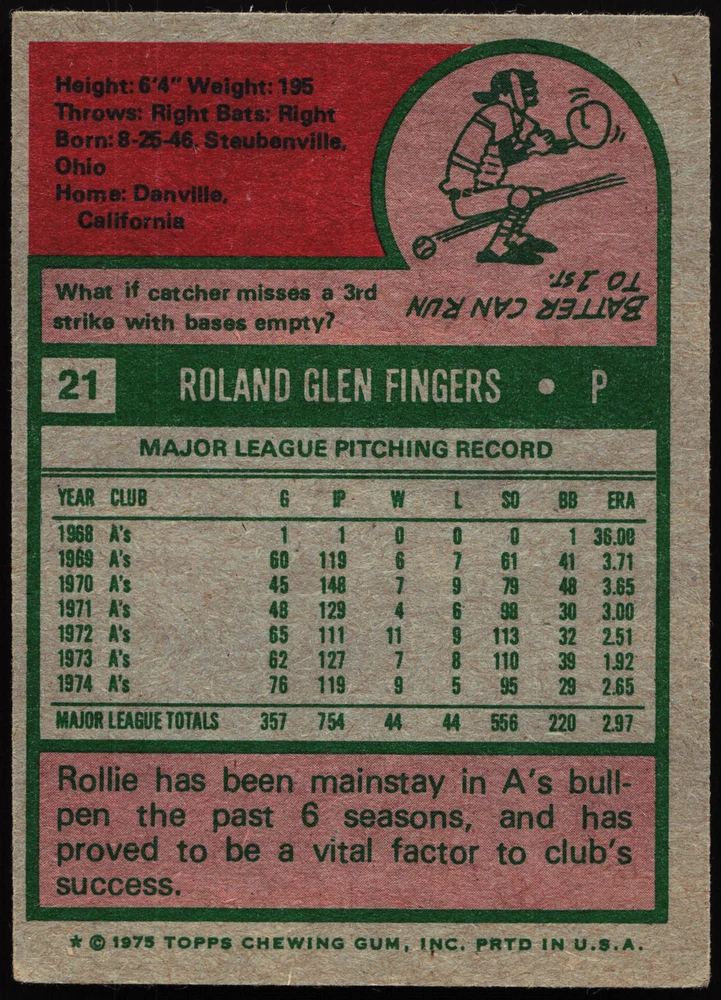 Height: 6'4" Weight: 195
Throws: Right Bats: Right
Born: 8-25-46, Steubenville,
Ohio
Home: Danville,
California
BATTER CAN RUN
TO 1ST.
What if catcher misses a 3rd
strike with bases empty?
21 ROLAND GLEN FINGERS • P
MAJOR LEAGUE PITCHING RECORD
YEAR CLUB G IP W L SO BB ERA
1968 A's 1 1 0 0 0 1 36.00
1969 A's 60 119 6 7 61 41 3.71
1970 A's 45 148 7 9 79 48 3.65
1971 A's 48 129 4 6 98 30 3.00
1972 A's 65 111 11 9 113 32 2.51
1973 A's 62 127 7 8 110 39 1.92
1974 A's 76 119 9 5 95 29 2.65
MAJOR LEAGUE TOTALS 357 754 44 44 556 220 2.97
Rollie has been mainstay in A's bull-
pen the past 6 seasons, and has
proved to be a vital factor to club's
success.
* © 1975 TOPPS CHEWING GUM, INC. PRTD IN U.S.A.